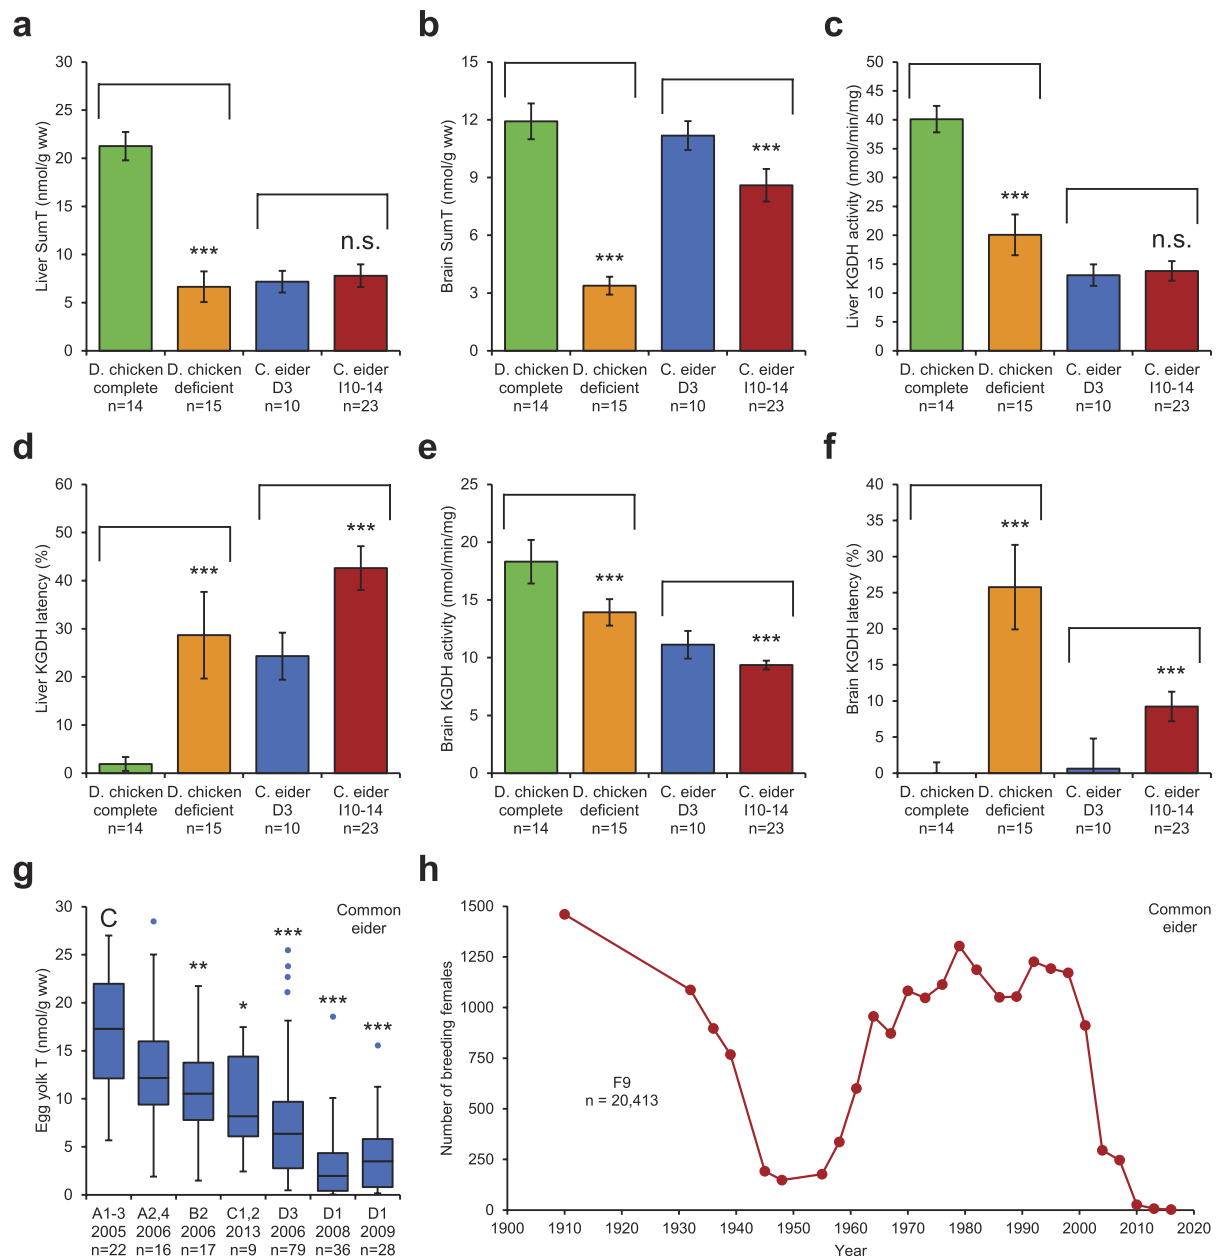 a
Liver SumT (nmol/g ww)
30
25
20
15
10
5
0
***
n.s.
D. chicken D. chicken C. eider C. eider
complete deficient D3 I10-14
n=14 n=15 n=10 n=23
b
Brain SumT (nmol/g ww)
15
12
9
6
3
0
***
***
D. chicken D. chicken C. eider C. eider
complete deficient D3 I10-14
n=14 n=15 n=10 n=23
c
Liver KGDH activity (nmol/min/mg)
50
45
40
35
30
25
20
15
10
5
0
***
n.s.
D. chicken D. chicken C. eider C. eider
complete deficient D3 I10-14
n=14 n=15 n=10 n=23
d
Liver KGDH latency (%)
60
50
40
30
20
10
0
***
***
D. chicken D. chicken C. eider C. eider
complete deficient D3 I10-14
n=14 n=15 n=10 n=23
e
Brain KGDH activity (nmol/min/mg)
25
20
15
10
5
0
***
***
D. chicken D. chicken C. eider C. eider
complete deficient D3 I10-14
n=14 n=15 n=10 n=23
f
Brain KGDH latency (%)
40
35
30
25
20
15
10
5
0
***
***
D. chicken D. chicken C. eider C. eider
complete deficient D3 I10-14
n=14 n=15 n=10 n=23
g
Egg yolk T (nmol/g ww)
30
25
20
15
10
5
0
Common
eider
C
**
*
***
***
***
A1-3 A2,4 B2 C1,2 D3 D1 D1
2005 2006 2006 2013 2006 2008 2009
n=22 n=16 n=17 n=9 n=79 n=36 n=28
h
Number of breeding females
1500
1250
1000
750
500
250
0
Common
eider
F9
n = 20,413
1900 1910 1920 1930 1940 1950 1960 1970 1980 1990 2000 2010 2020
Year